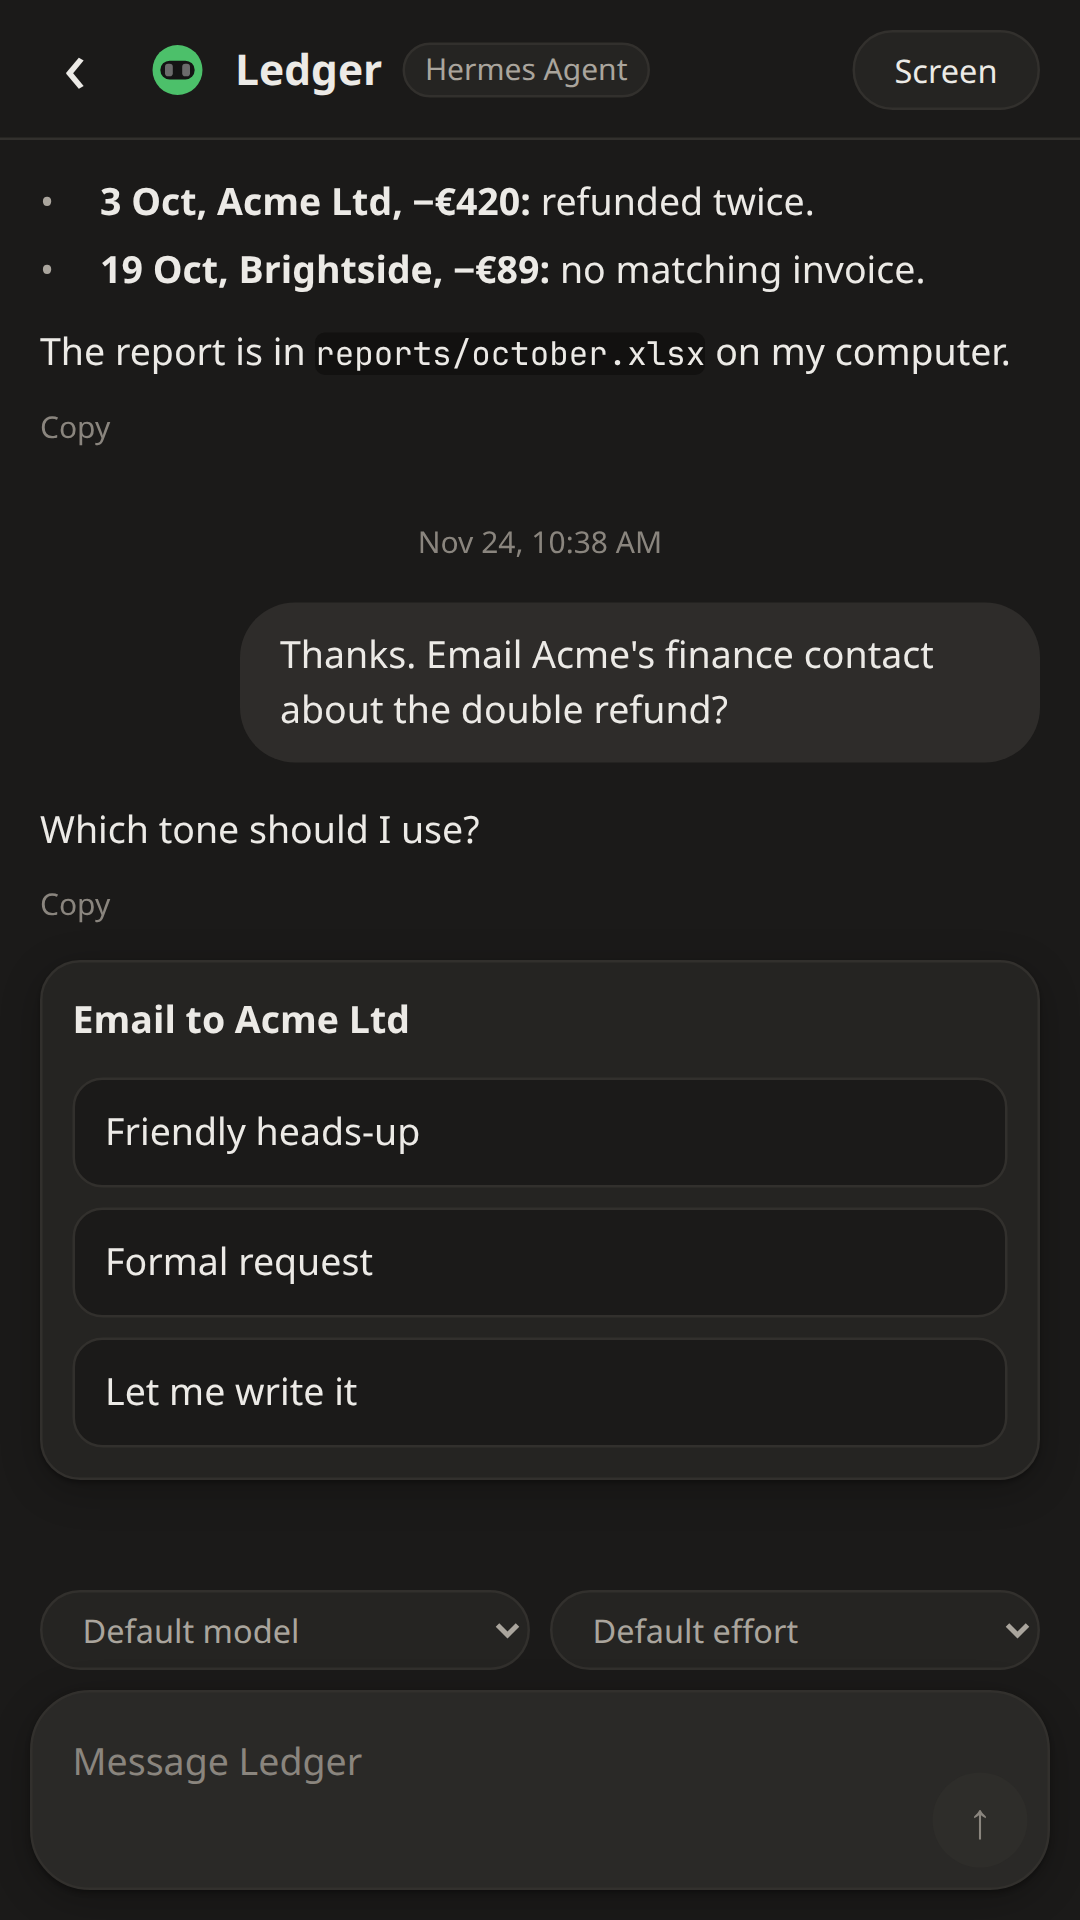 Ledger
Hermes Agent
Screen
• 3 Oct, Acme Ltd, −€420: refunded twice.
• 19 Oct, Brightside, −€89: no matching invoice.
The report is in reports/october.xlsx on my computer.
Copy
Nov 24, 10:38 AM
Thanks. Email Acme's finance contact
about the double refund?
Which tone should I use?
Copy
Email to Acme Ltd
Friendly heads-up
Formal request
Let me write it
Default model
Default effort
Message Ledger